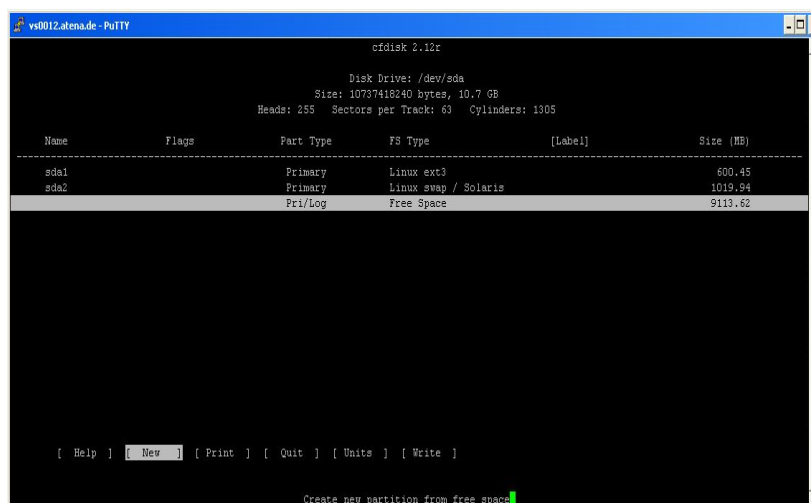 vs0012.atena.de - PuTTY
cfdisk 2.12r
Disk Drive: /dev/sda
Size: 10737418240 bytes, 10.7 GB
Heads: 255 Sectors per Track: 63 Cylinders: 1305
Name Flags Part Type FS Type [Label] Size (MB)
sda1 Primary Linux ext3 600.45
sda2 Primary Linux swap / Solaris 1019.94
Pri/Log Free Space 9113.62
[ Help ] [ New ] [ Print ] [ Quit ] [ Units ] [ Write ]
Create new partition from free space